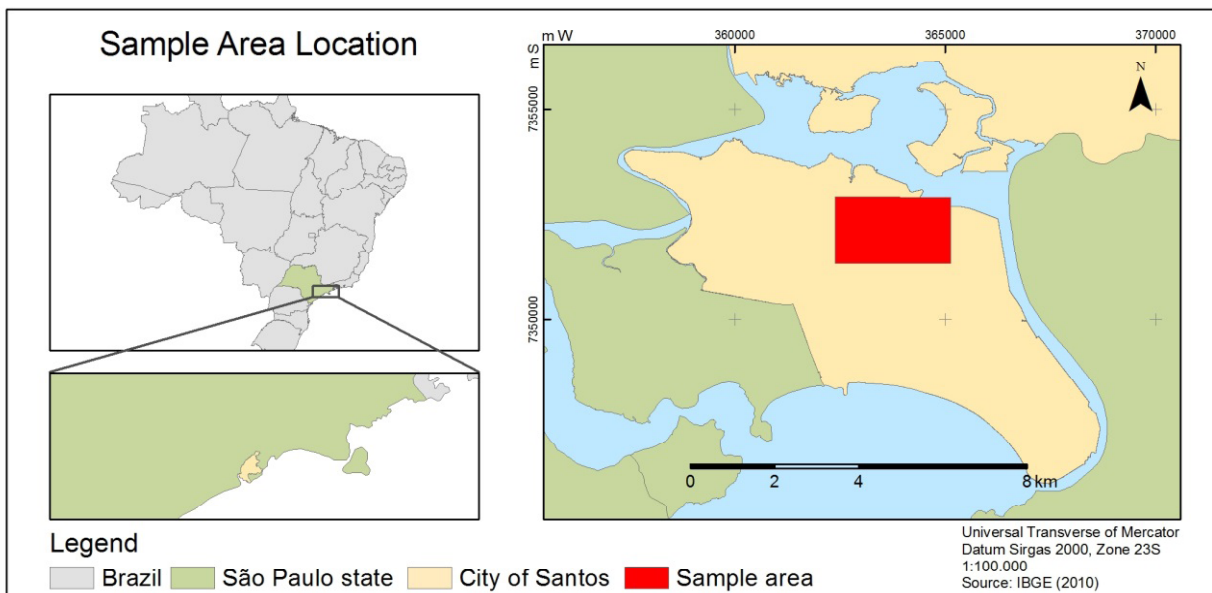 Sample Area Location
m W 360000 365000 370000
m S
7355000
7350000
N
0 2 4 8 km
Legend
Brazil São Paulo state City of Santos Sample area
Universal Transverse of Mercator
Datum Sirgas 2000, Zone 23S
1:100.000
Source: IBGE (2010)